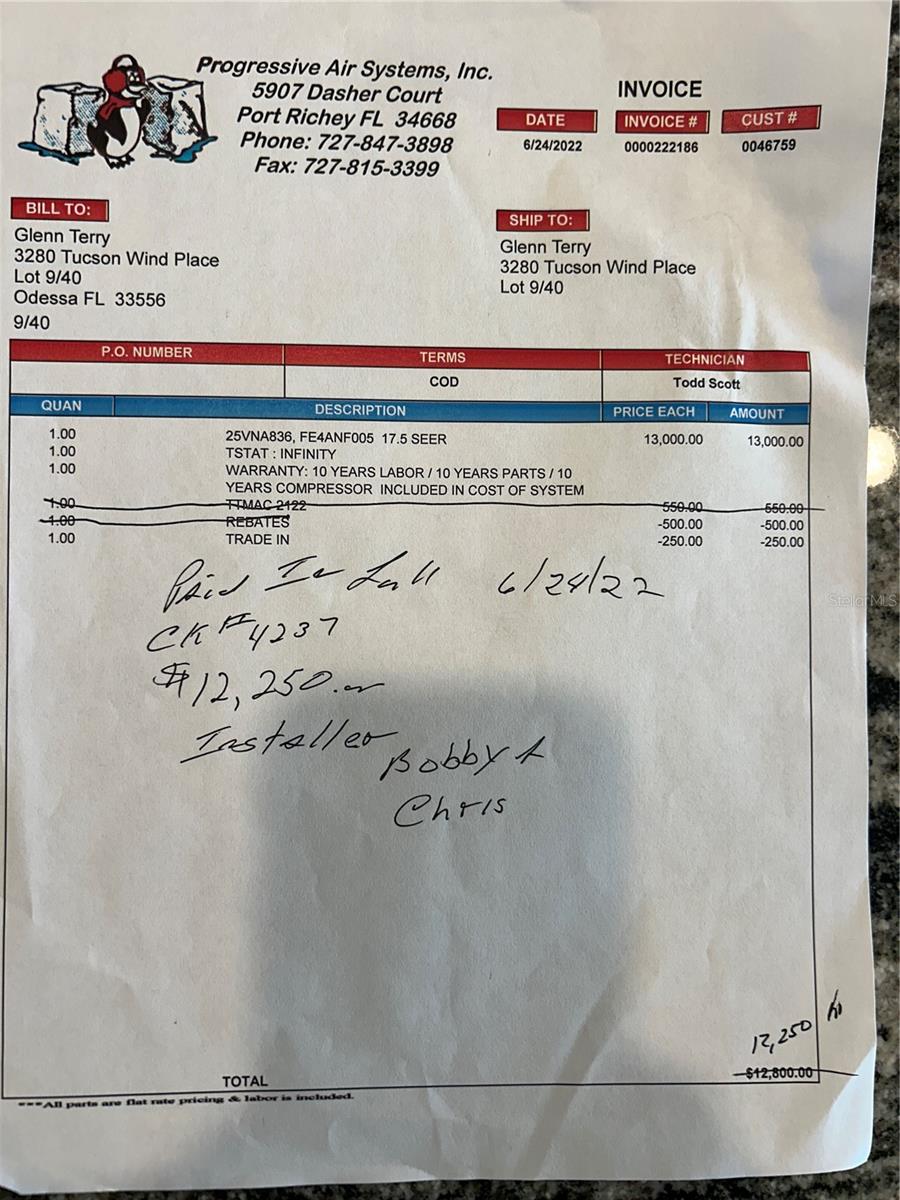 Progressive Air Systems, Inc.
5907 Dasher Court
Port Richey FL 34668
Phone: 727-847-3898
Fax: 727-815-3399
INVOICE
DATE INVOICE # CUST #
6/24/2022 0000222186 0046759
BILL TO:
Glenn Terry
3280 Tucson Wind Place
Lot 9/40
Odessa FL 33556
9/40
SHIP TO:
Glenn Terry
3280 Tucson Wind Place
Lot 9/40
P.O. NUMBER TERMS TECHNICIAN
COD Todd Scott
QUAN DESCRIPTION PRICE EACH AMOUNT
1.00 25VNA836, FE4ANF005 17.5 SEER 13,000.00 13,000.00
1.00 TSTAT : INFINITY
1.00 WARRANTY: 10 YEARS LABOR / 10 YEARS PARTS / 10
YEARS COMPRESSOR INCLUDED IN COST OF SYSTEM
1.00 TTMAC 2122 550.00 550.00
1.00 REBATES -500.00 -500.00
1.00 TRADE IN -250.00 -250.00
Paid In Full 6/24/22
CK # 4237
$12,250.00
Installer
Bobby &
Chris
12,250
TOTAL $12,800.00
***All parts are flat rate pricing & labor is included.
StellarMLS